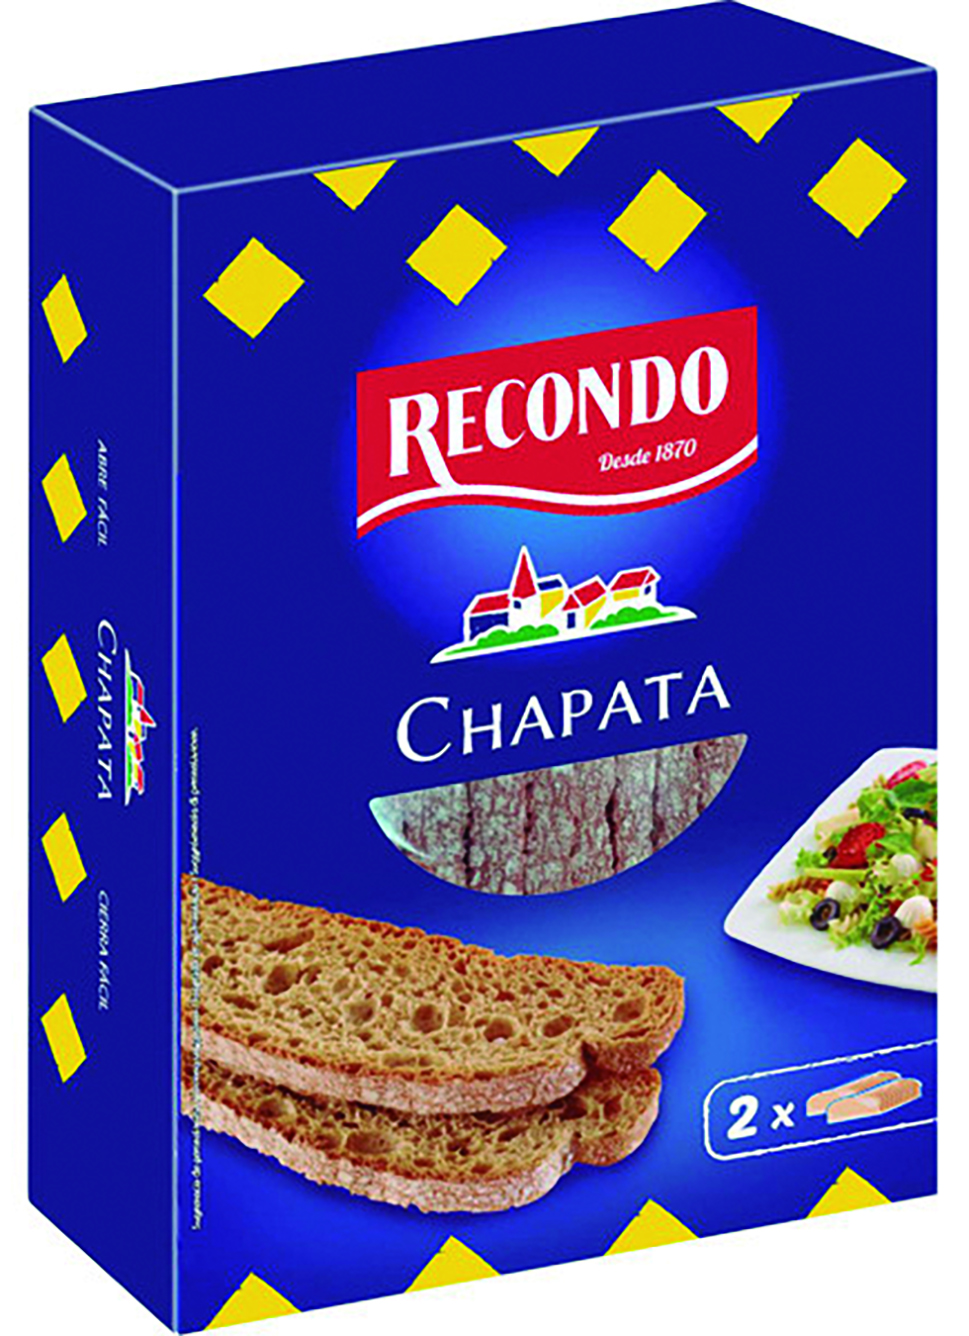 RECONDO
Desde 1870
CHAPATA
2 x
ABRE FÁCIL
CHAPATA
CIERRA FÁCIL